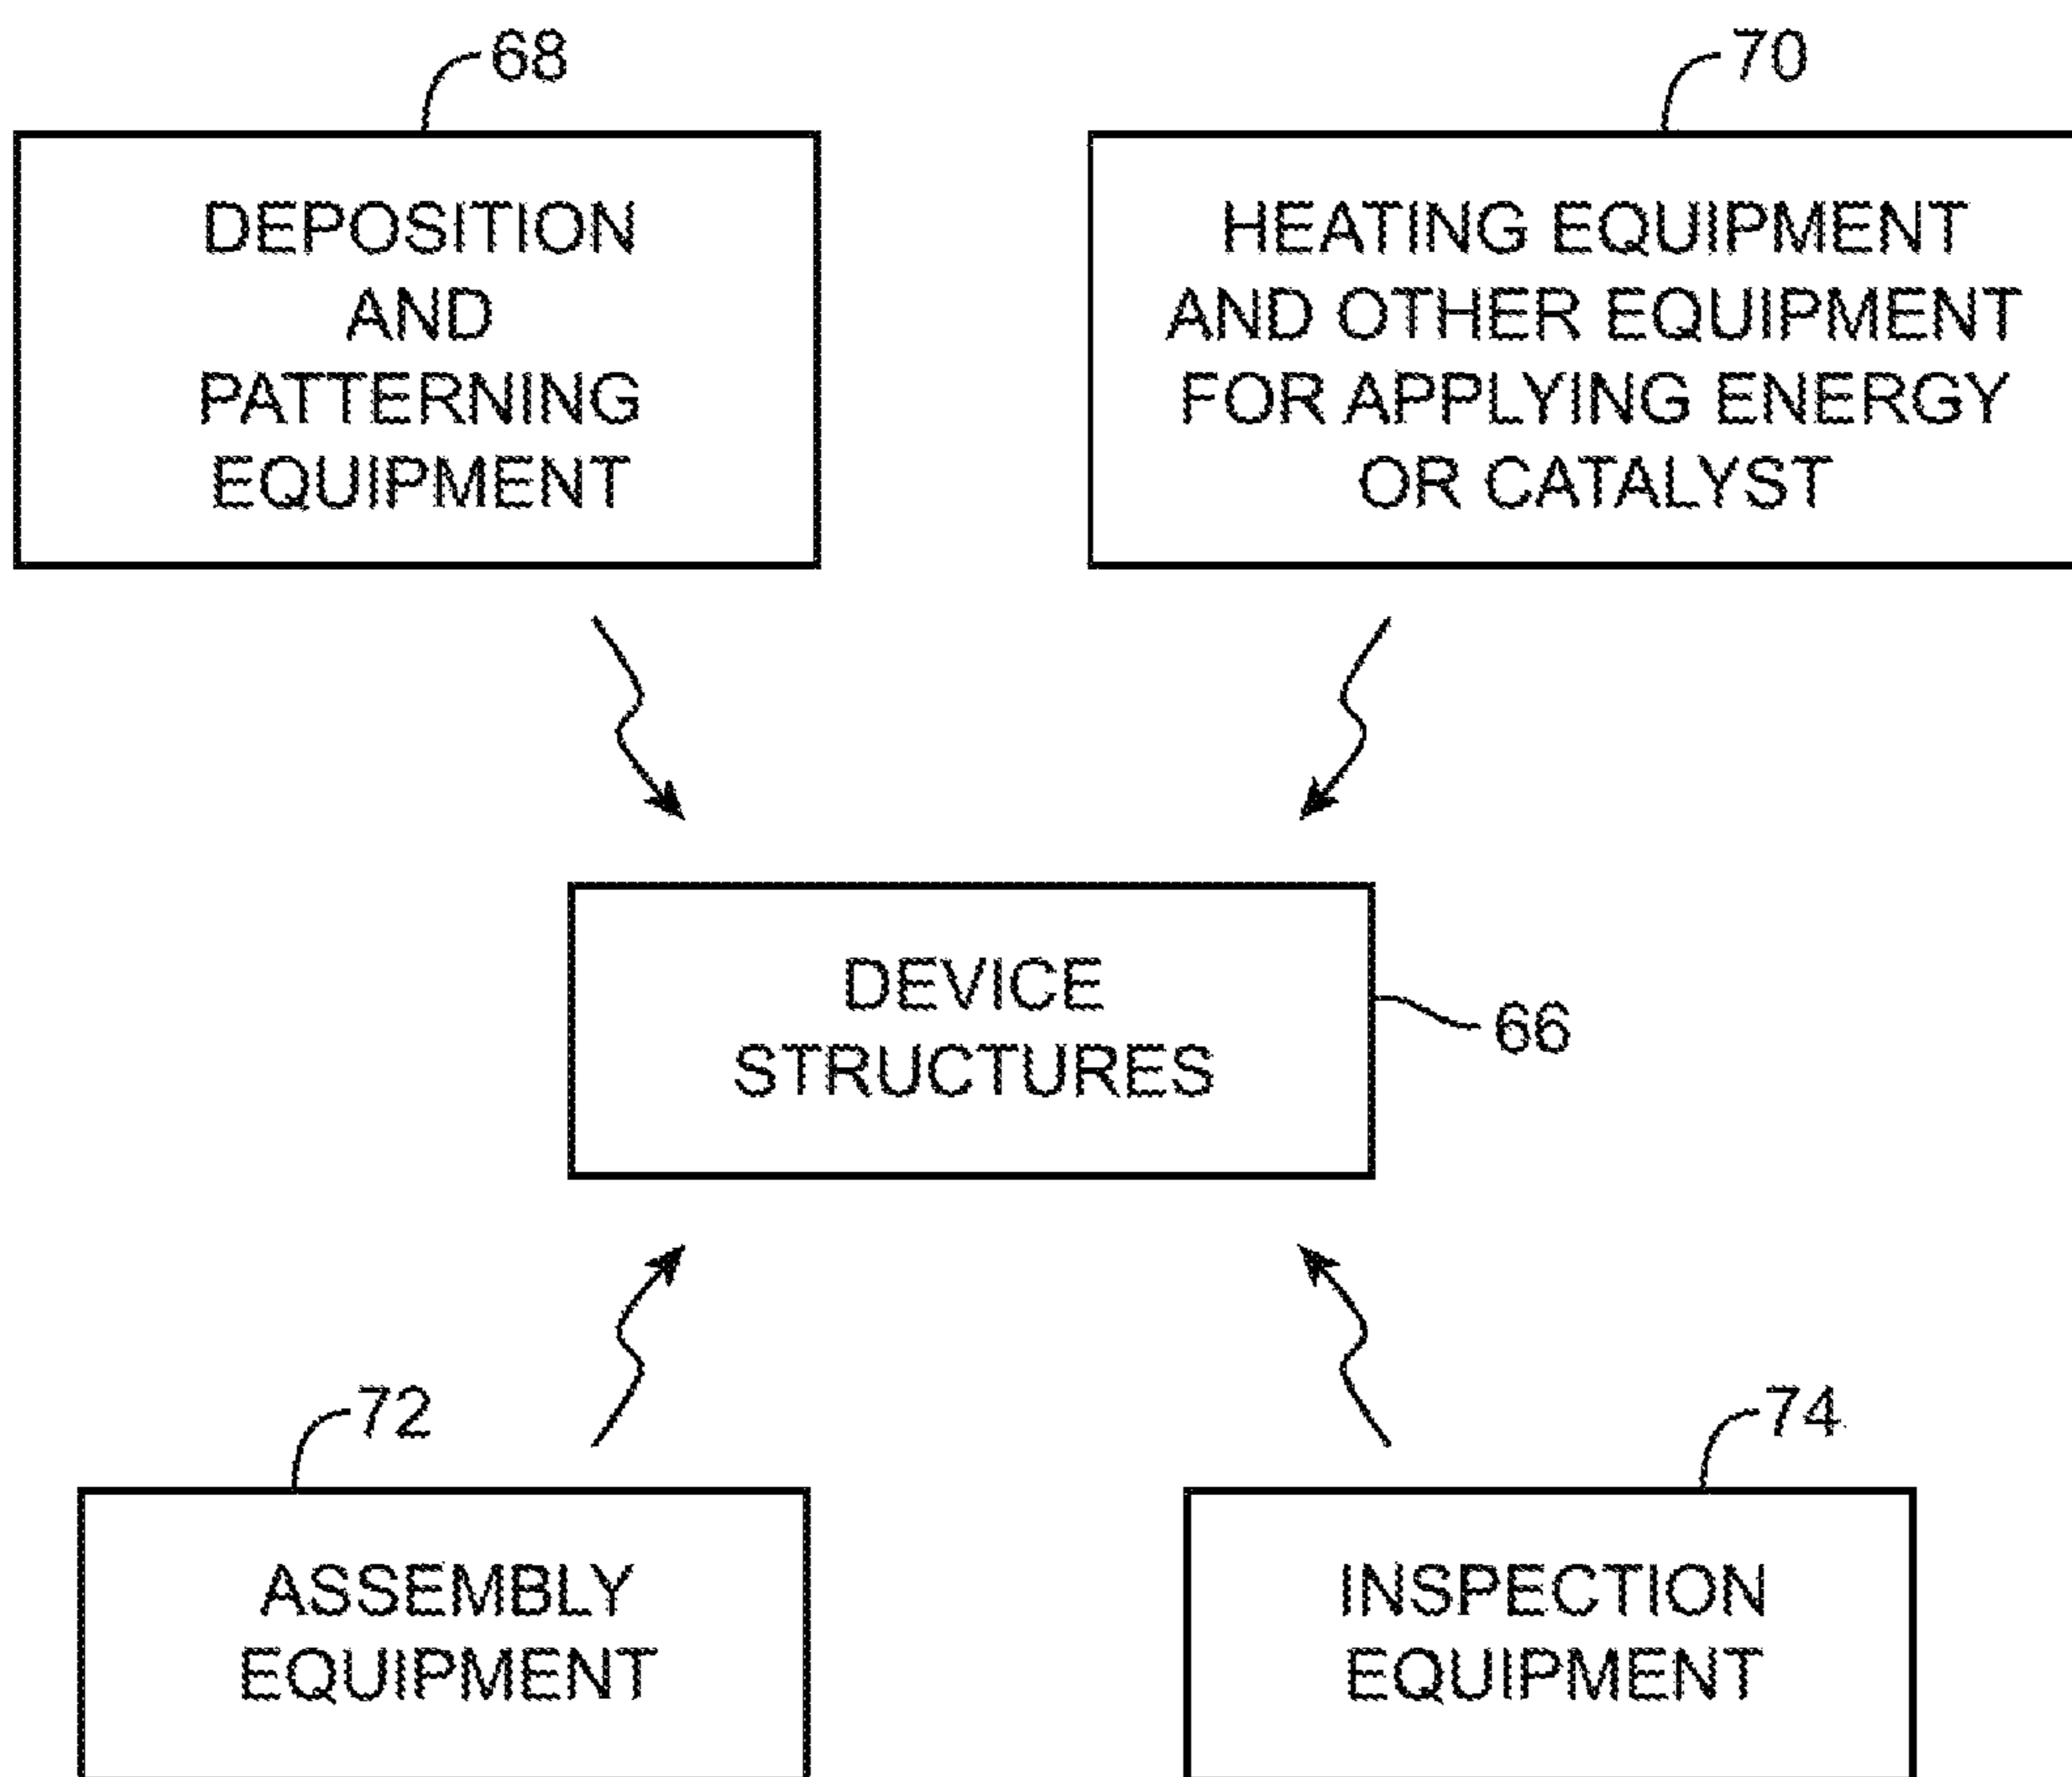 68
DEPOSITION
AND
PATTERNING
EQUIPMENT
70
HEATING EQUIPMENT
AND OTHER EQUIPMENT
FOR APPLYING ENERGY
OR CATALYST
DEVICE
STRUCTURES
66
72
ASSEMBLY
EQUIPMENT
74
INSPECTION
EQUIPMENT